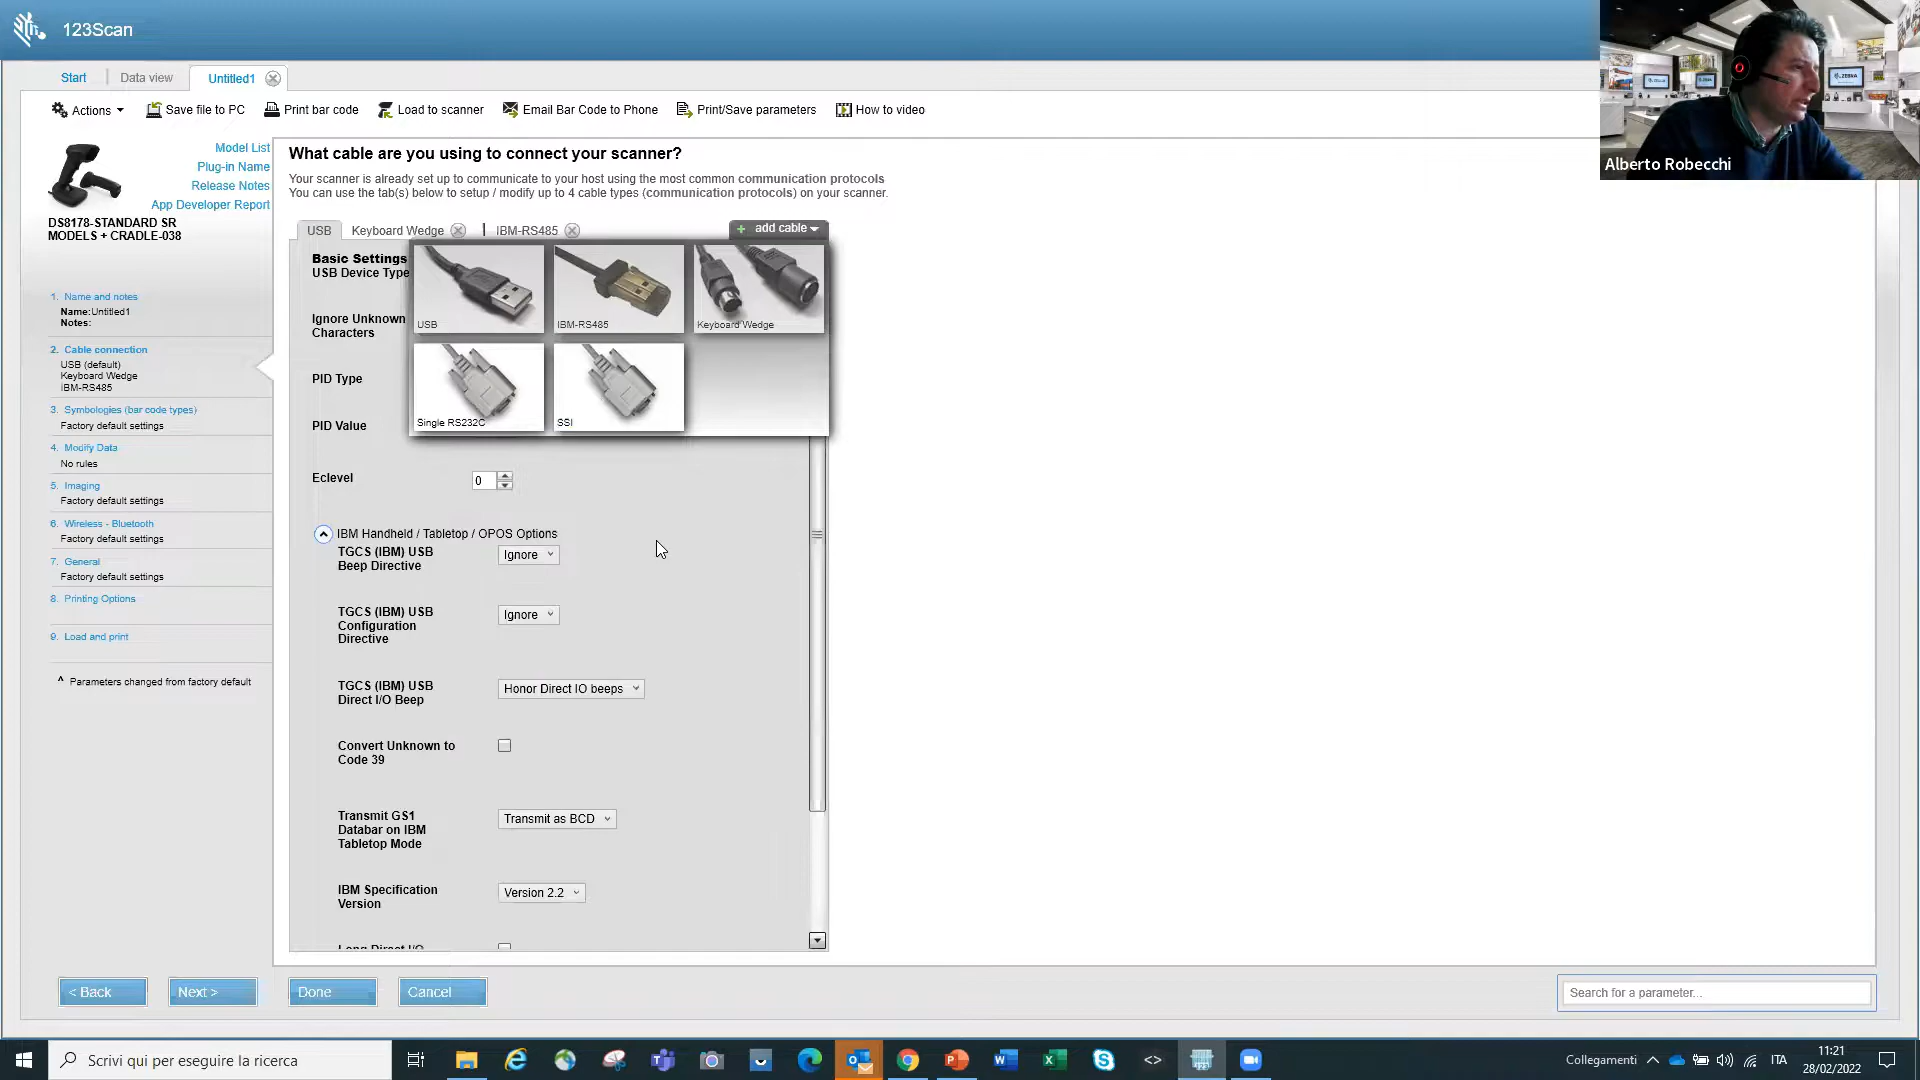 123Scan
Start
Data view
Untitled1
Actions
Save file to PC
Print bar code
Load to scanner
Email Bar Code to Phone
Print/Save parameters
How to video
Model List
Plug-in Name
Release Notes
App Developer Report
DS8178-STANDARD SR
MODELS + CRADLE-038
1. Name and notes
Name:Untitled1
Notes:
2. Cable connection
USB (default)
Keyboard Wedge
IBM-RS485
3. Symbologies (bar code types)
Factory default settings
4. Modify Data
No rules
5. Imaging
Factory default settings
6. Wireless - Bluetooth
Factory default settings
7. General
Factory default settings
8. Printing Options
9. Load and print
^ Parameters changed from factory default
What cable are you using to connect your scanner?
Your scanner is already set up to communicate to your host using the most common communication protocols
You can use the tab(s) below to setup / modify up to 4 cable types (communication protocols) on your scanner.
USB
Keyboard Wedge
IBM-RS485
+ add cable
Basic Settings
USB Device Type
Ignore Unknown
Characters
PID Type
PID Value
USB
IBM-RS485
Keyboard Wedge
Single RS232C
SSI
Eclevel
0
IBM Handheld / Tabletop / OPOS Options
TGCS (IBM) USB
Beep Directive
Ignore
TGCS (IBM) USB
Configuration
Directive
Ignore
TGCS (IBM) USB
Direct I/O Beep
Honor Direct IO beeps
Convert Unknown to
Code 39
Transmit GS1
Databar on IBM
Tabletop Mode
Transmit as BCD
IBM Specification
Version
Version 2.2
Long Direct I/O
< Back
Next >
Done
Cancel
Search for a parameter...
ZEBRA
Alberto Robecchi
Scrivi qui per eseguire la ricerca
Collegamenti
ITA
11:21
28/02/2022